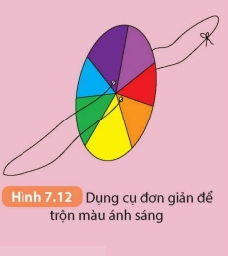 Hình 7.12 Dụng cụ đơn giản để
trộn màu ánh sáng